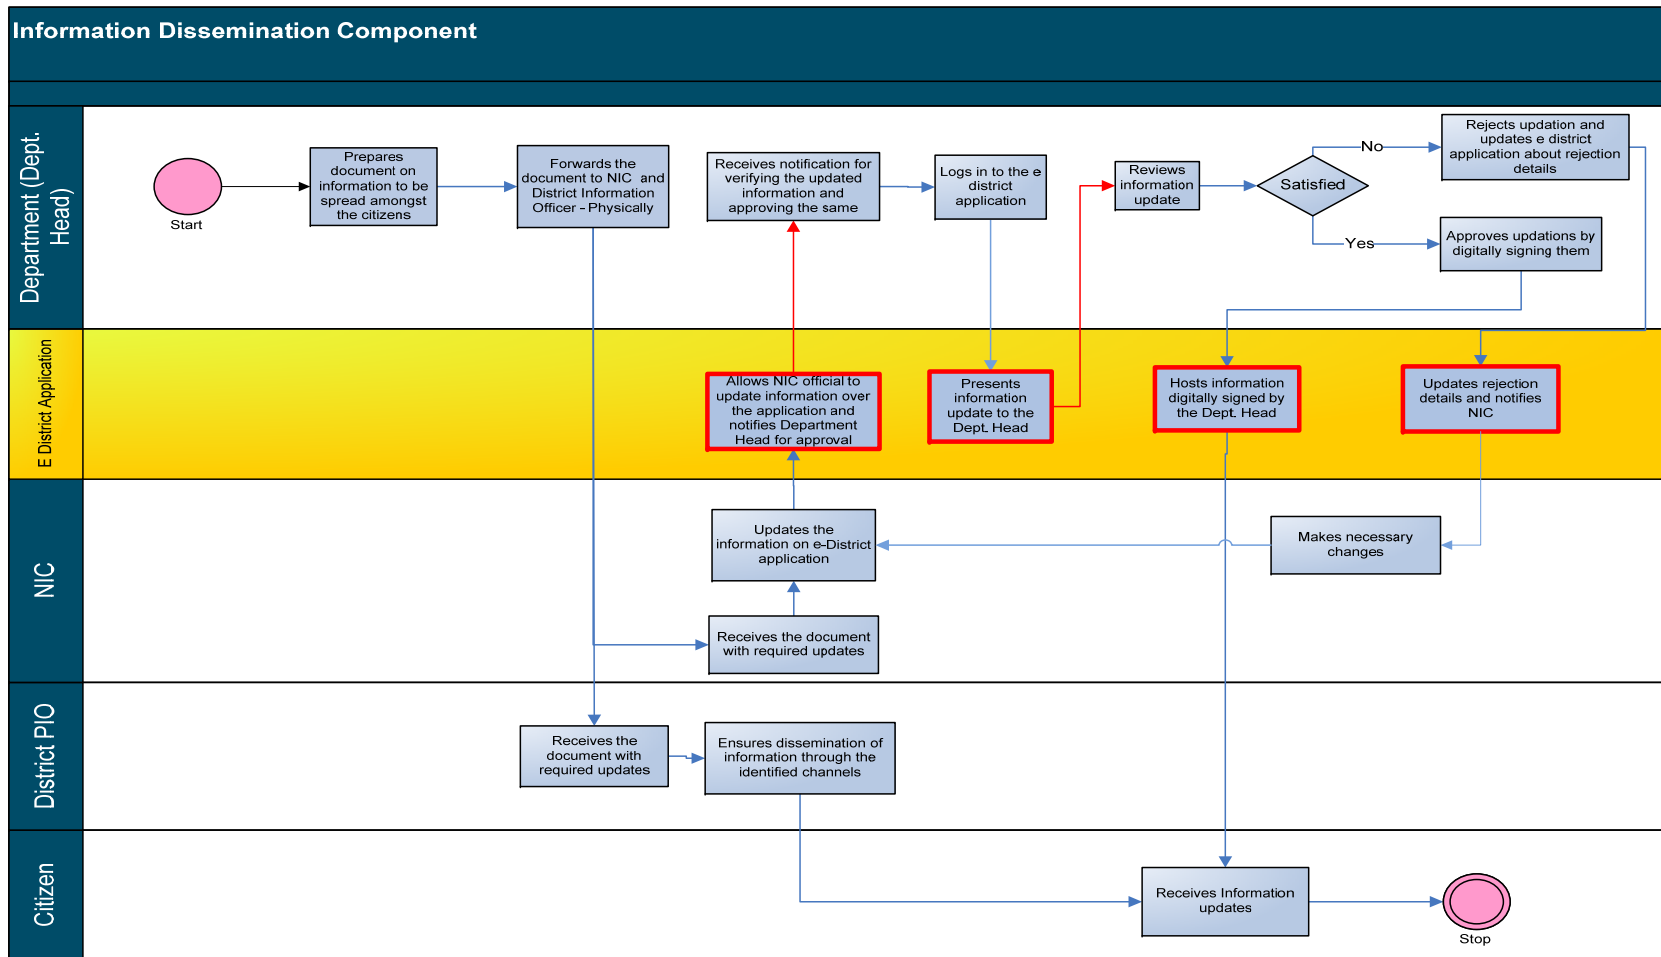 Information Dissemination Component
Department (Dept.
Head)
Start
Prepares
document on
information to be
spread amongst
the citizens
Forwards the
document to NIC and
District Information
Officer - Physically
Receives notification for
verifying the updated
information and
approving the same
Logs in to the e
district
application
Reviews
information
update
Satisfied
No
Yes
Rejects updation and
updates e district
application about rejection
details
Approves updations by
digitally signing them
E District Application
Allows NIC official to
update information over
the application and
notifies Department
Head for approval
Presents
information
update to the
Dept. Head
Hosts information
digitally signed by
the Dept. Head
Updates rejection
details and notifies
NIC
NIC
Updates the
information on e-District
application
Makes necessary
changes
Receives the document
with required updates
District PIO
Receives the
document with
required updates
Ensures dissemination of
information through the
identified channels
Citizen
Receives Information
updates
Stop